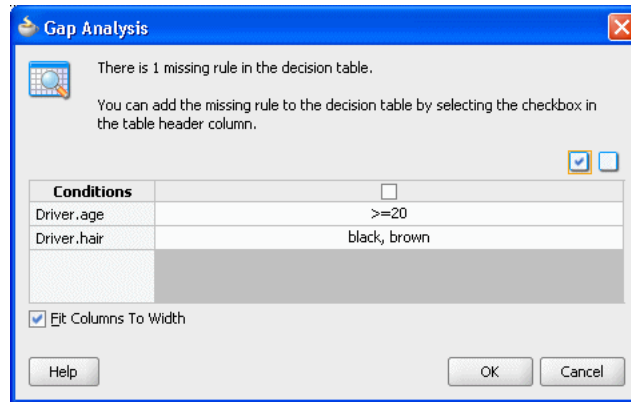 Gap Analysis
There is 1 missing rule in the decision table.
You can add the missing rule to the decision table by selecting the checkbox in
the table header column.
Conditions
Driver.age >=20
Driver.hair black, brown
Fit Columns To Width
Help OK Cancel